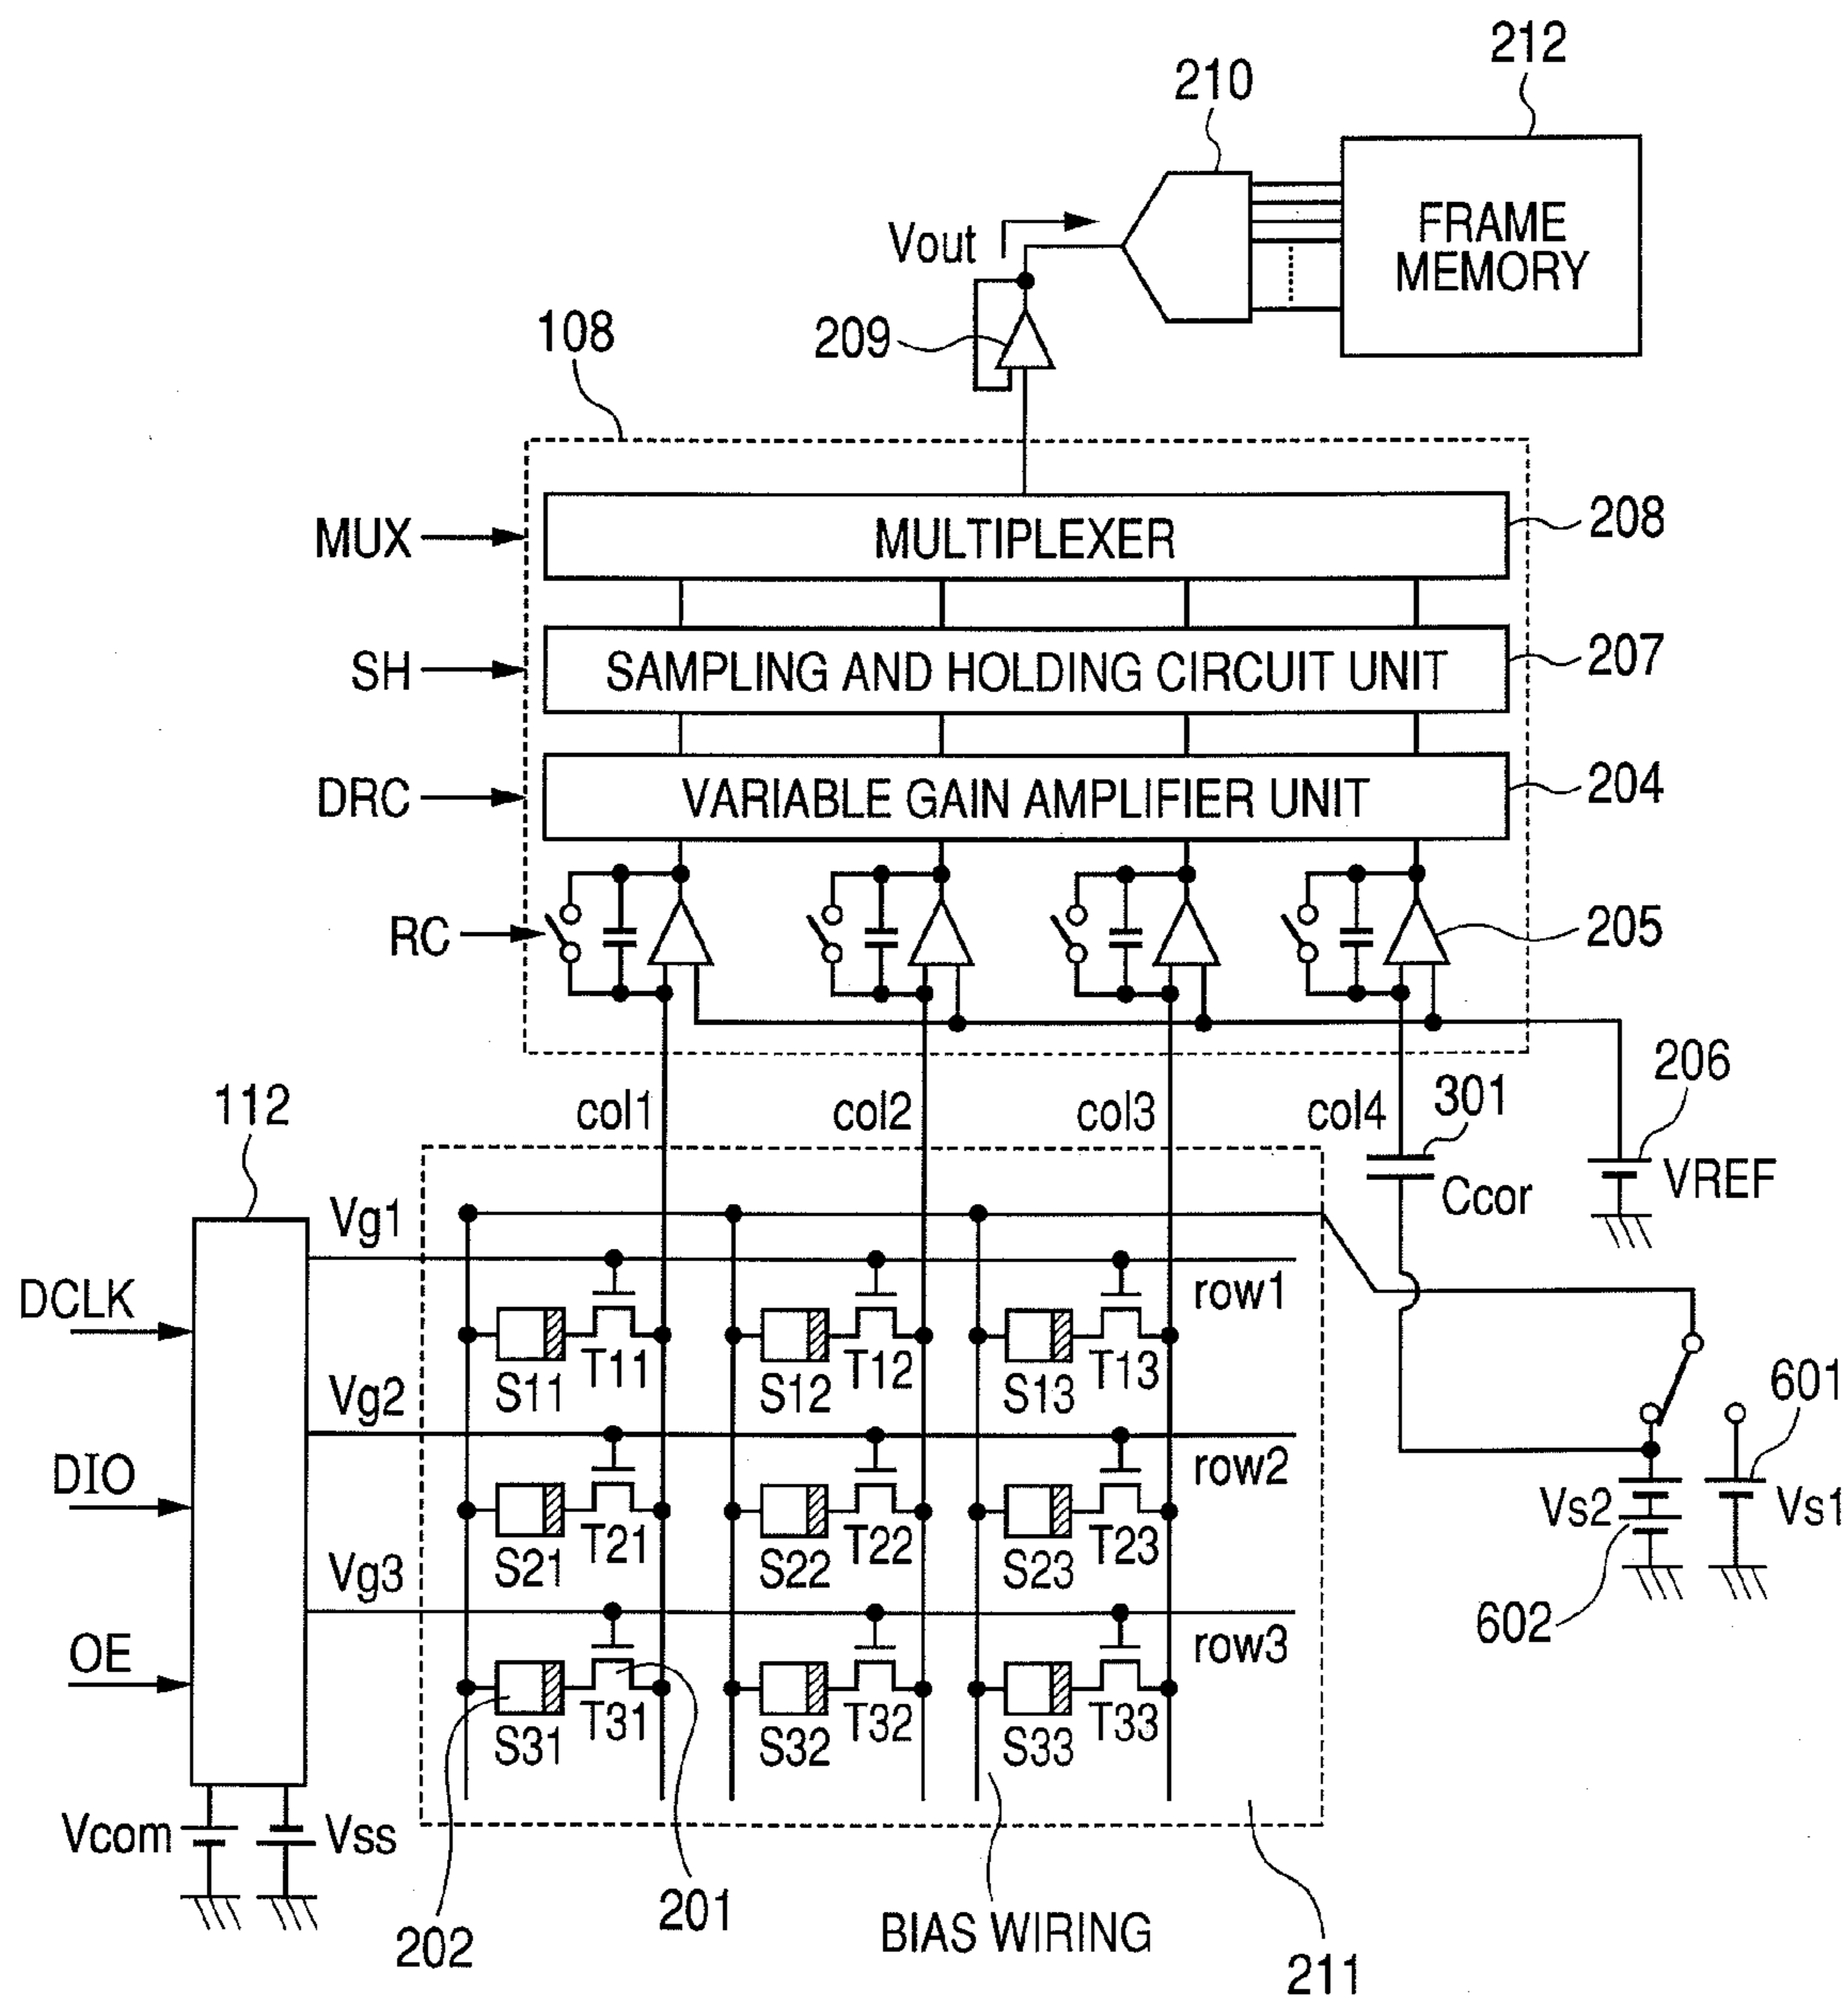 212
210
FRAME
MEMORY
Vout
209
108
MUX
MULTIPLEXER
208
SH
SAMPLING AND HOLDING CIRCUIT UNIT
207
DRC
VARIABLE GAIN AMPLIFIER UNIT
204
RC
205
206
112
col1
col2
col3
col4
301
VREF
Ccor
Vg1
DCLK
row1
S11
T11
S12
T12
S13
T13
601
Vg2
DIO
row2
Vs2
Vs1
S21
T21
S22
T22
S23
T23
Vg3
602
OE
row3
S31
T31
S32
T32
S33
T33
Vcom
Vss
202
201
BIAS WIRING
211